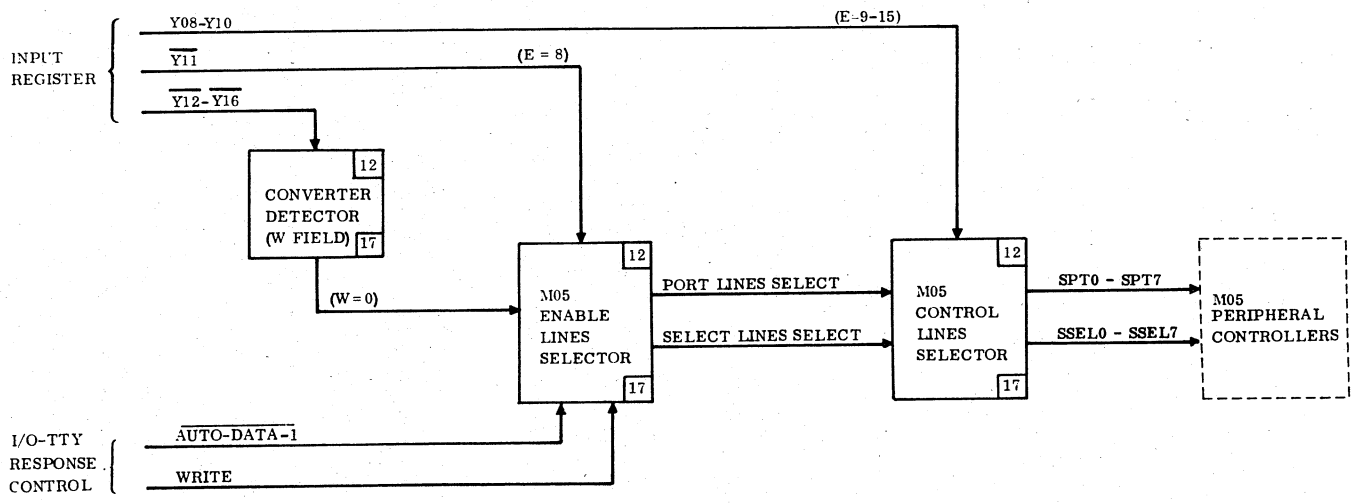 Y08-Y10
(E=9-15)
INPUT
REGISTER
Y11
(E = 8)
Y12-Y16
12
CONVERTER
DETECTOR
(W FIELD)
17
(W=0)
12
M05
ENABLE
LINES
SELECTOR
17
PORT LINES SELECT
SELECT LINES SELECT
12
M05
CONTROL
LINES
SELECTOR
17
SPT0 - SPT7
SSEL0 - SSEL7
M05
PERIPHERAL
CONTROLLERS
I/O-TTY
RESPONSE
CONTROL
AUTO-DATA-1
WRITE